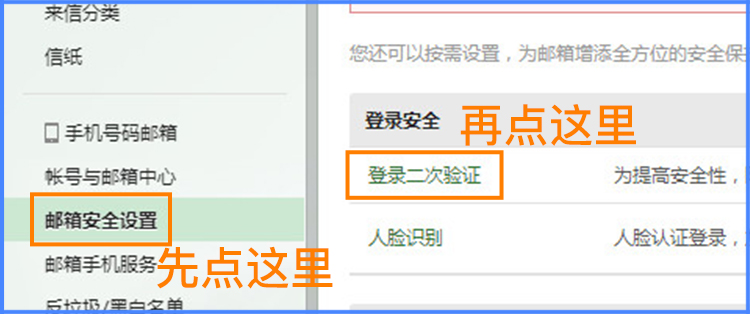 来信分类
信纸
手机号码邮箱
帐号与邮箱中心
邮箱安全设置
先点这里
邮箱手机服务
反垃圾/黑白名单
您还可以按需设置，为邮箱增添全方位的安全保
登录安全
再点这里
登录二次验证
为提高安全性，
人脸识别
人脸认证登录，